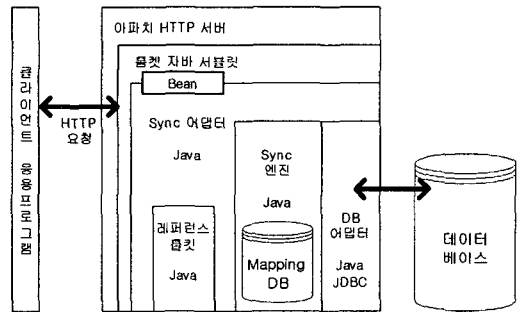 아파치 HTTP 서버
톰켓 자바 서블릿
Bean
클라이언트 응용프로그램
HTTP
요청
Sync 어댑터
Java
Sync
엔진
Java
레퍼런스
툴킷
Java
Mapping
DB
DB
어댑터
Java
JDBC
데이터
베이스